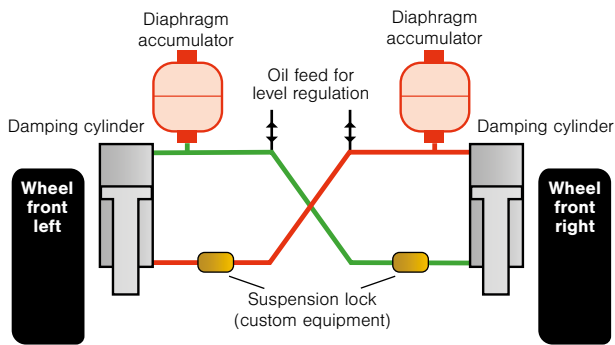 Diaphragm
accumulator
Diaphragm
accumulator
Oil feed for
level regulation
Damping cylinder
Damping cylinder
Wheel
front
left
Wheel
front
right
Suspension lock
(custom equipment)